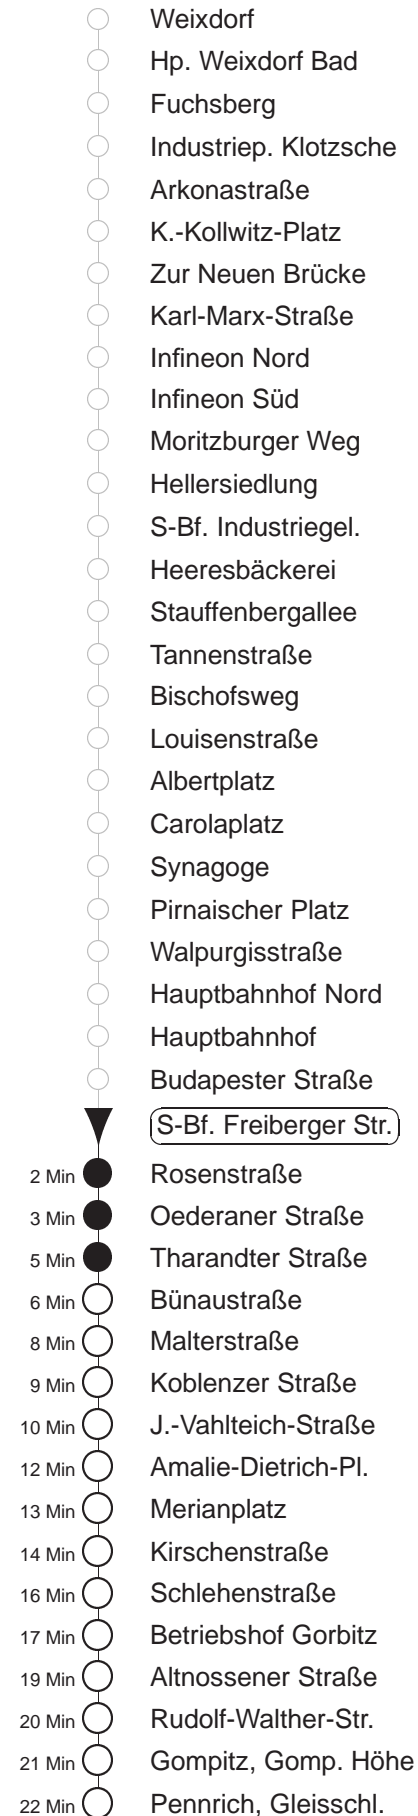 Weixdorf
Hp. Weixdorf Bad
Fuchsberg
Industriep. Klotzsche
Arkonastraße
K.-Kollwitz-Platz
Zur Neuen Brücke
Karl-Marx-Straße
Infineon Nord
Infineon Süd
Moritzburger Weg
Hellersiedlung
S-Bf. Industriegel.
Heeresbäckerei
Stauffenbergallee
Tannenstraße
Bischofsweg
Louisenstraße
Albertplatz
Carolaplatz
Synagoge
Pirnaischer Platz
Walpurgisstraße
Hauptbahnhof Nord
Hauptbahnhof
Budapester Straße
S-Bf. Freiberger Str.
2 Min Rosenstraße
3 Min Oederaner Straße
5 Min Tharandter Straße
6 Min Bünaustraße
8 Min Malterstraße
9 Min Koblenzer Straße
10 Min J.-Vahlteich-Straße
12 Min Amalie-Dietrich-Pl.
13 Min Merianplatz
14 Min Kirschenstraße
16 Min Schlehenstraße
17 Min Betriebshof Gorbitz
19 Min Altnossener Straße
20 Min Rudolf-Walther-Str.
21 Min Gompitz, Gomp. Höhe
22 Min Pennrich, Gleisschl.